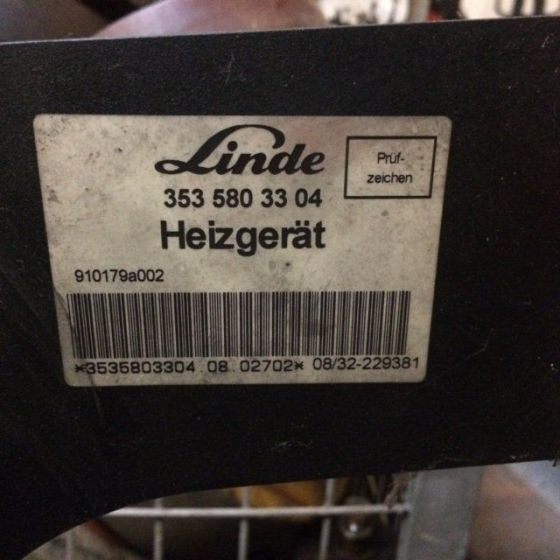 Linde
Prüf-
zeichen
353 580 33 04
Heizgerät
910179a002
*3535803304 08 02702* 08/32-229381